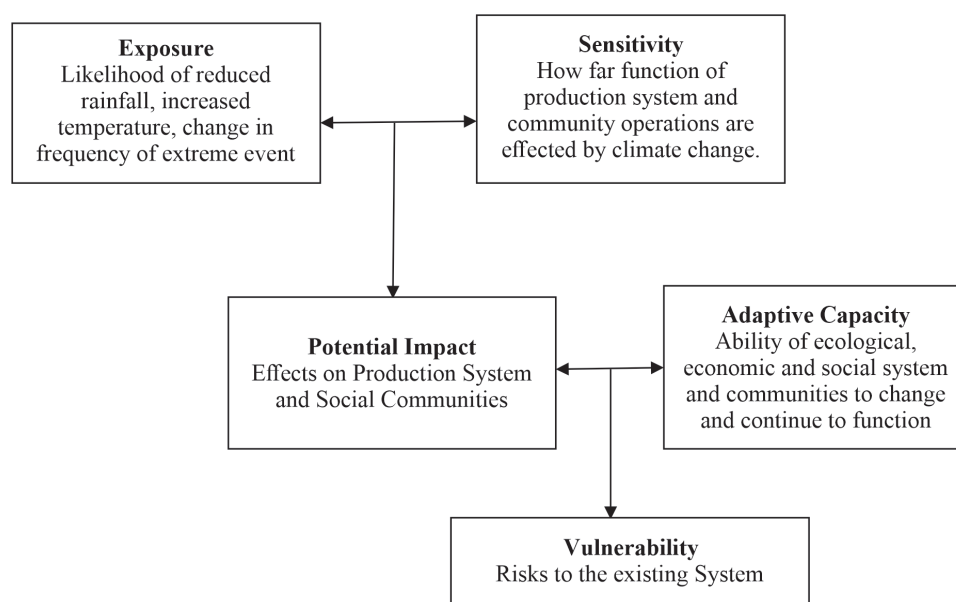 Exposure
Likelihood of reduced
rainfall, increased
temperature, change in
frequency of extreme event
Sensitivity
How far function of
production system and
community operations are
effected by climate change.
Potential Impact
Effects on Production System
and Social Communities
Adaptive Capacity
Ability of ecological,
economic and social system
and communities to change
and continue to function
Vulnerability
Risks to the existing System